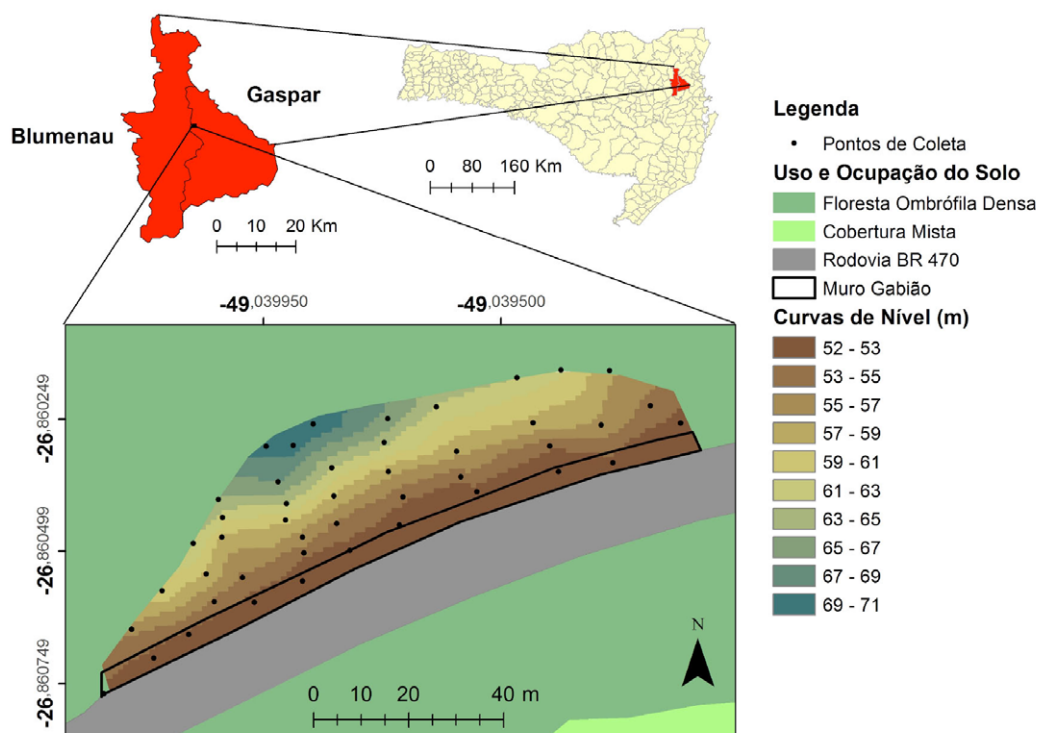 Blumenau
Gaspar
0 80 160 Km
0 10 20 Km
Legenda
Pontos de Coleta
Uso e Ocupação do Solo
Floresta Ombrófila Densa
Cobertura Mista
Rodovia BR 470
Muro Gabião
Curvas de Nível (m)
52 - 53
53 - 55
55 - 57
57 - 59
59 - 61
61 - 63
63 - 65
65 - 67
67 - 69
69 - 71
-49,039950
-49,039500
-26,860249
-26,860499
-26,860749
0 10 20 40 m
N